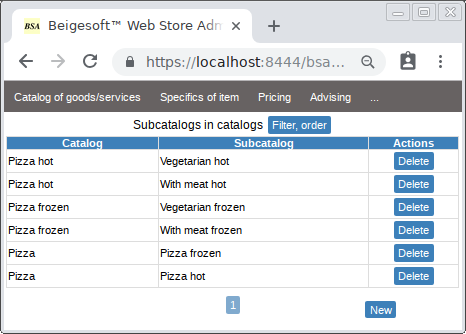 BSA Beigesoft™ Web Store Adm
https://localhost:8444/bsa...
Catalog of goods/services Specifics of item Pricing Advising ...
Subcatalogs in catalogs Filter, order
Catalog Subcatalog Actions
Pizza hot Vegetarian hot Delete
Pizza hot With meat hot Delete
Pizza frozen Vegetarian frozen Delete
Pizza frozen With meat frozen Delete
Pizza Pizza frozen Delete
Pizza Pizza hot Delete
1 New